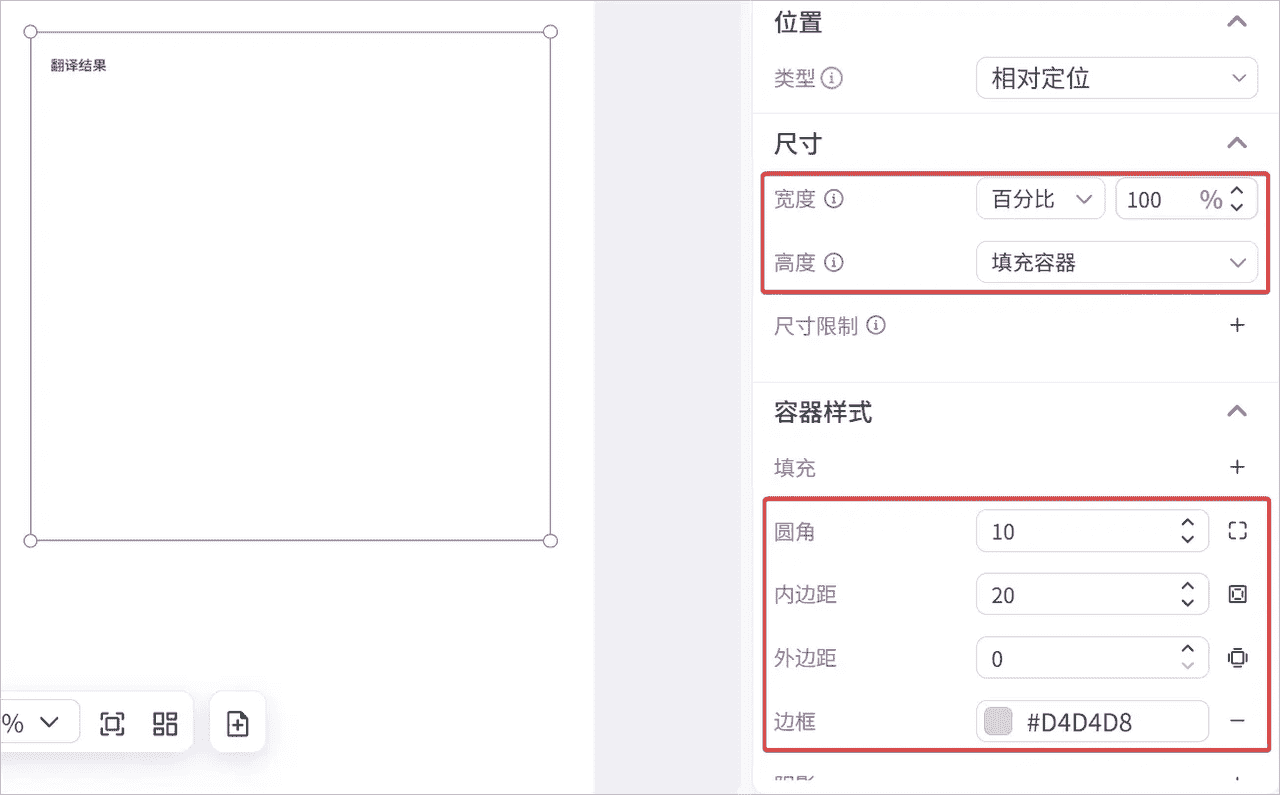 翻译结果
%
位置
类型
相对定位
尺寸
宽度
百分比
100 %
高度
填充容器
尺寸限制
容器样式
填充
圆角
10
内边距
20
外边距
0
边框
#D4D4D8